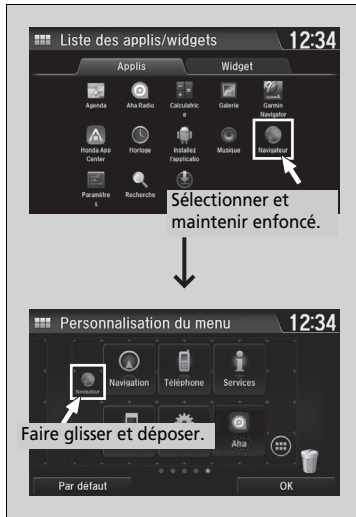 Liste des applis/widgets 12:34
Applis Widget
Agenda Aha Radio Calculatric
e Galerie Garmin
Navigator
Honda App
Center Horloge Installez
l'applicatio Musique Navigateur
Paramètre
s Recherche
Sélectionner et
maintenir enfoncé.
Personnalisation du menu 12:34
Navigateur Navigation Téléphone Services
Faire glisser et déposer.
Aha
Par défaut OK